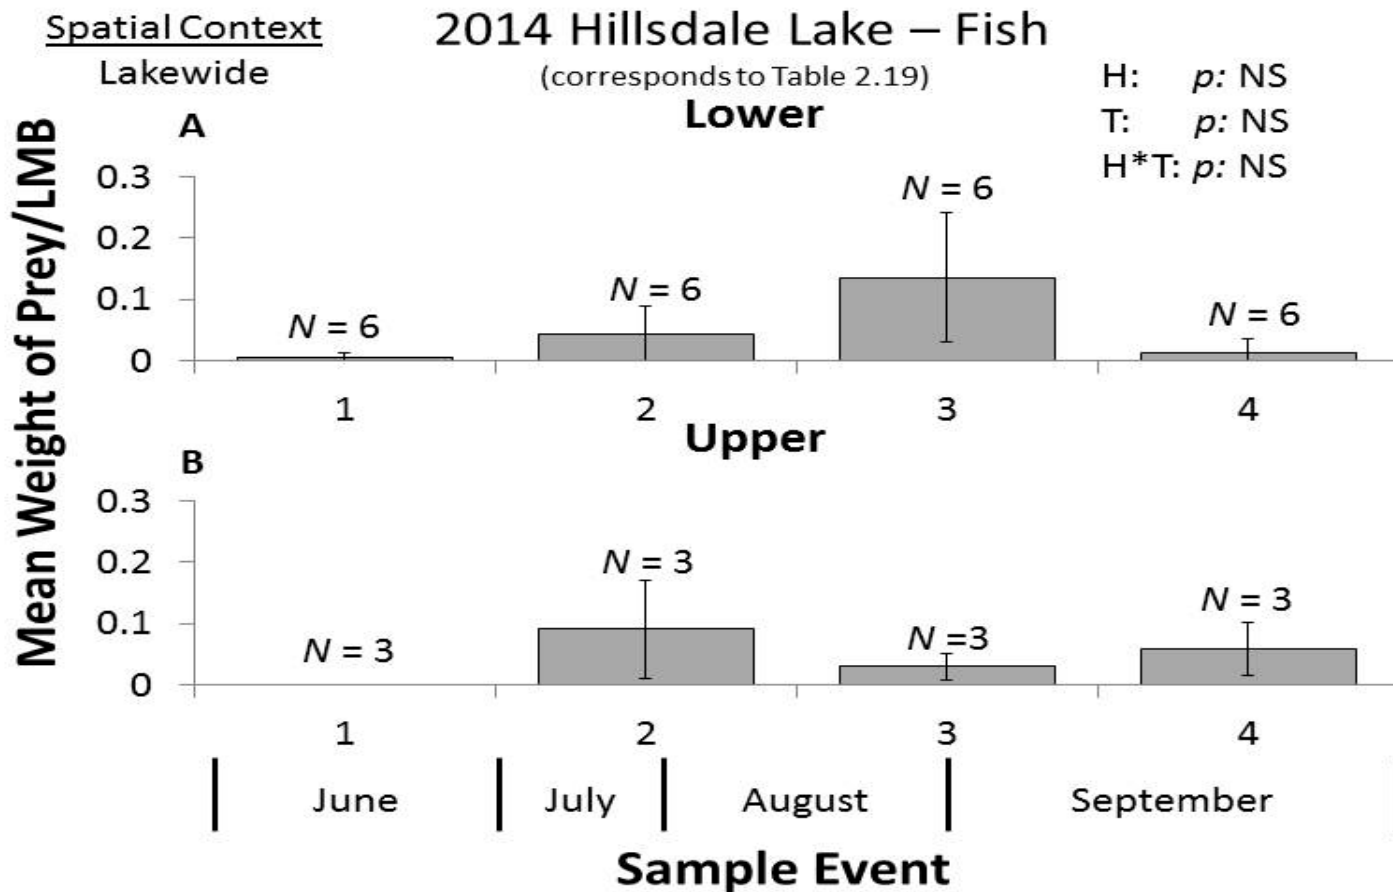 Spatial Context
Lakewide
2014 Hillsdale Lake – Fish
(corresponds to Table 2.19)
H: p: NS
T: p: NS
H*T: p: NS
Mean Weight of Prey/LMB
A
Lower
0.3
0.2
0.1
0
N = 6
N = 6
N = 6
N = 6
1 2 3 4
B
Upper
0.3
0.2
0.1
0
N = 3
N = 3
N =3
N = 3
1 2 3 4
June July August September
Sample Event